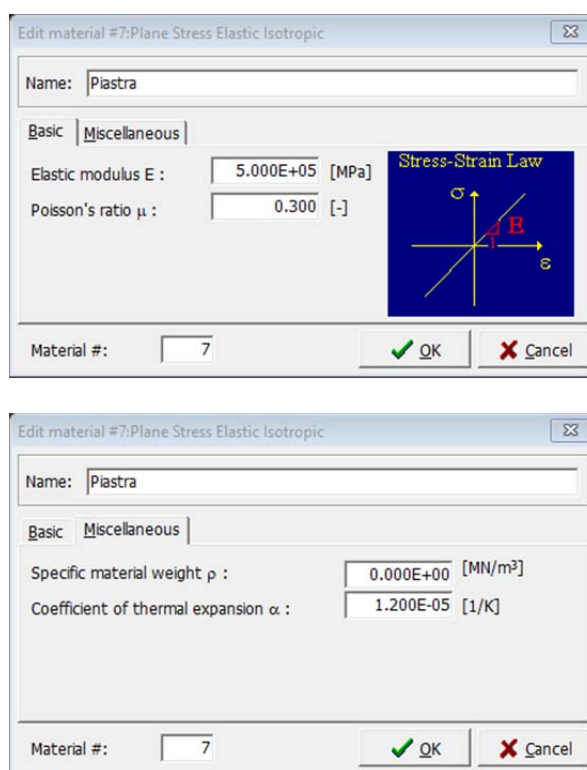 Edit material #7:Plane Stress Elastic Isotropic
Name: Piastra
Basic Miscellaneous
Elastic modulus E : 5.000E+05 [MPa]
Poisson's ratio μ : 0.300 [-]
Stress-Strain Law
σ
E
1
ε
Material #: 7 OK Cancel
Edit material #7:Plane Stress Elastic Isotropic
Name: Piastra
Basic Miscellaneous
Specific material weight ρ : 0.000E+00 [MN/m³]
Coefficient of thermal expansion α : 1.200E-05 [1/K]
Material #: 7 OK Cancel